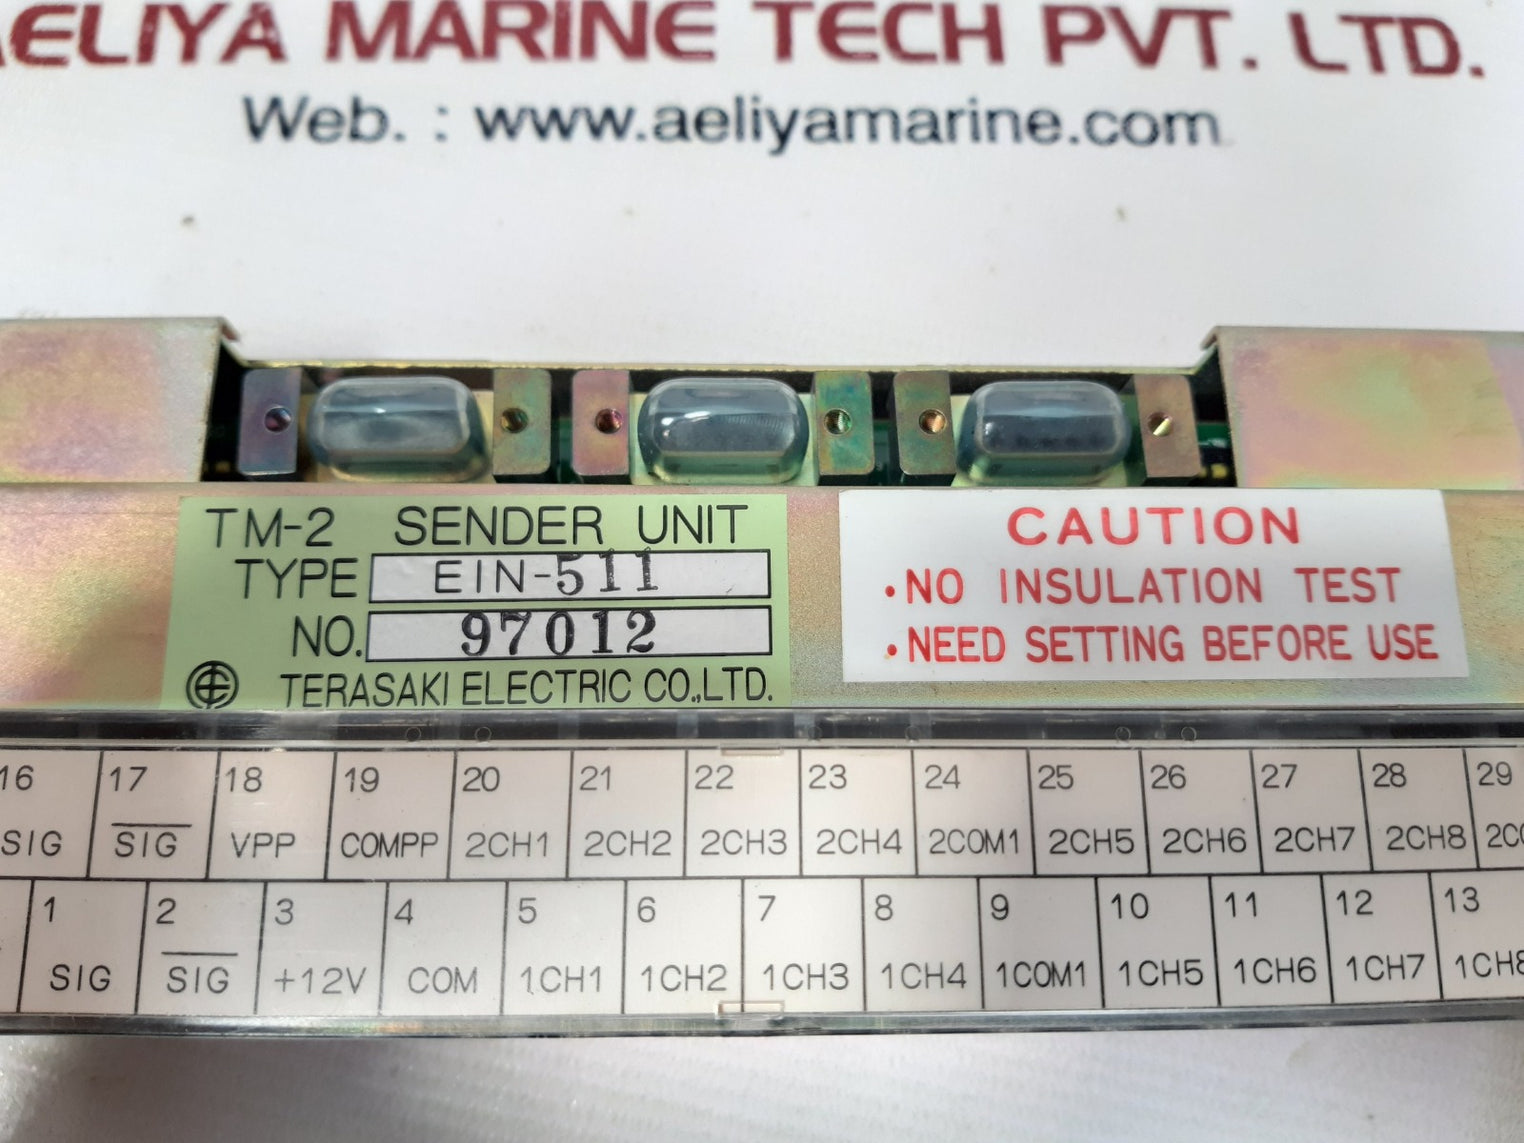 AELIYA MARINE TECH PVT. LTD.
Web. : www.aeliyamarine.com
TM-2 SENDER UNIT
TYPE EIN-511
NO. 97012
TERASAKI ELECTRIC CO.,LTD.
CAUTION
•NO INSULATION TEST
•NEED SETTING BEFORE USE
16 17 18 19 20 21 22 23 24 25 26 27 28 29
SIG SIG VPP COMPP 2CH1 2CH2 2CH3 2CH4 2COM1 2CH5 2CH6 2CH7 2CH8
1 2 3 4 5 6 7 8 9 10 11 12 13
SIG SIG +12V COM 1CH1 1CH2 1CH3 1CH4 1COM1 1CH5 1CH6 1CH7 1CH8